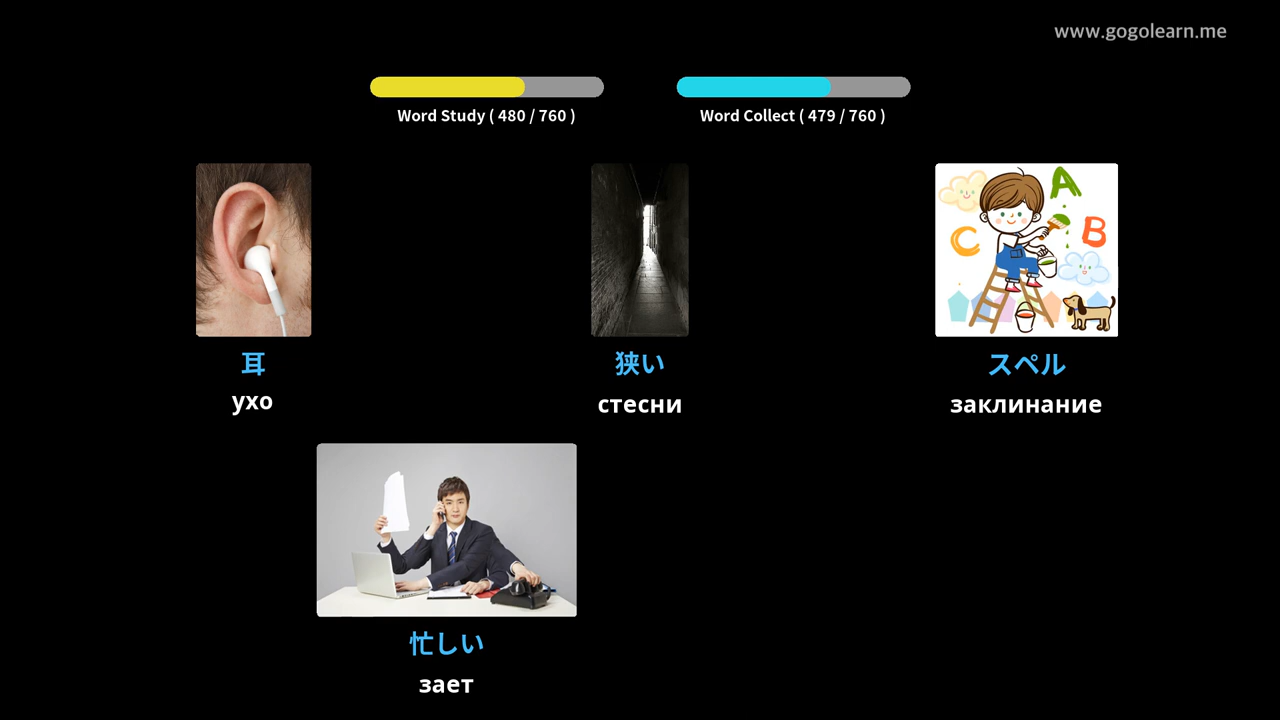 www.gogolearn.me
Word Study ( 480 / 760 )
Word Collect ( 479 / 760 )
A
B
C
耳
ухо
狭い
стесни
スペル
заклинание
忙しい
зает